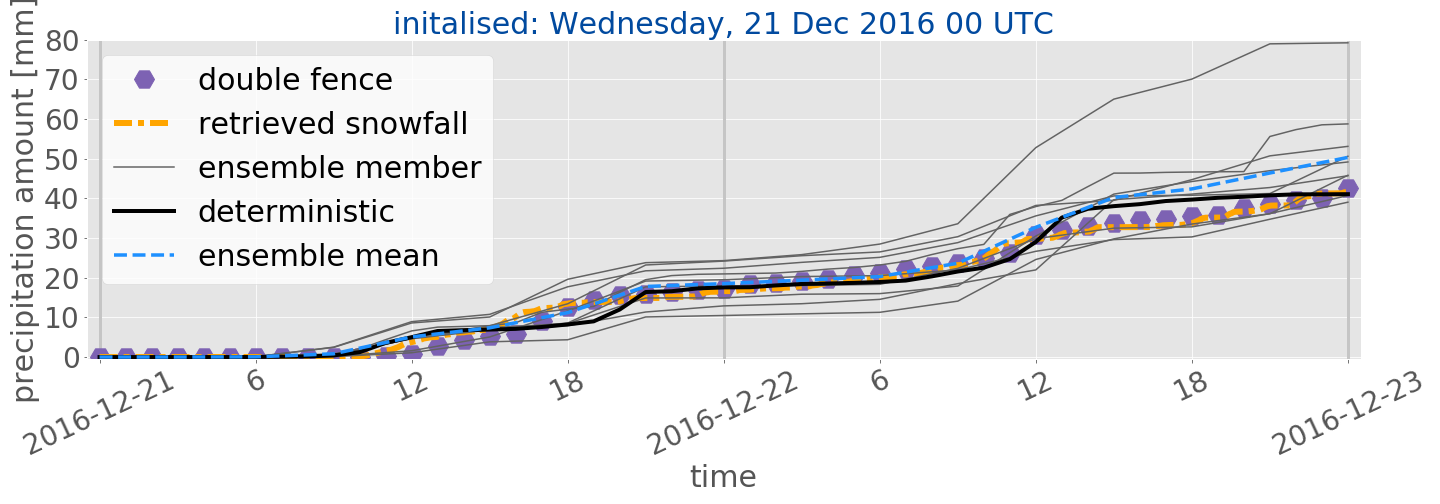 initalised: Wednesday, 21 Dec 2016 00 UTC
precipitation amount [mm]
80
70
60
50
40
30
20
10
0
double fence
retrieved snowfall
ensemble member
deterministic
ensemble mean
2016-12-21
6
12
18
2016-12-22
6
12
18
2016-12-23
time